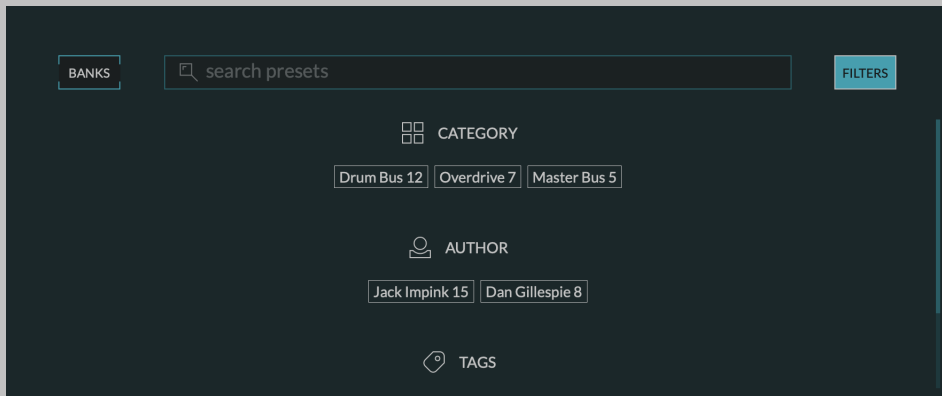 BANKS search presets FILTERS
CATEGORY
Drum Bus 12 Overdrive 7 Master Bus 5
AUTHOR
Jack Impink 15 Dan Gillespie 8
TAGS